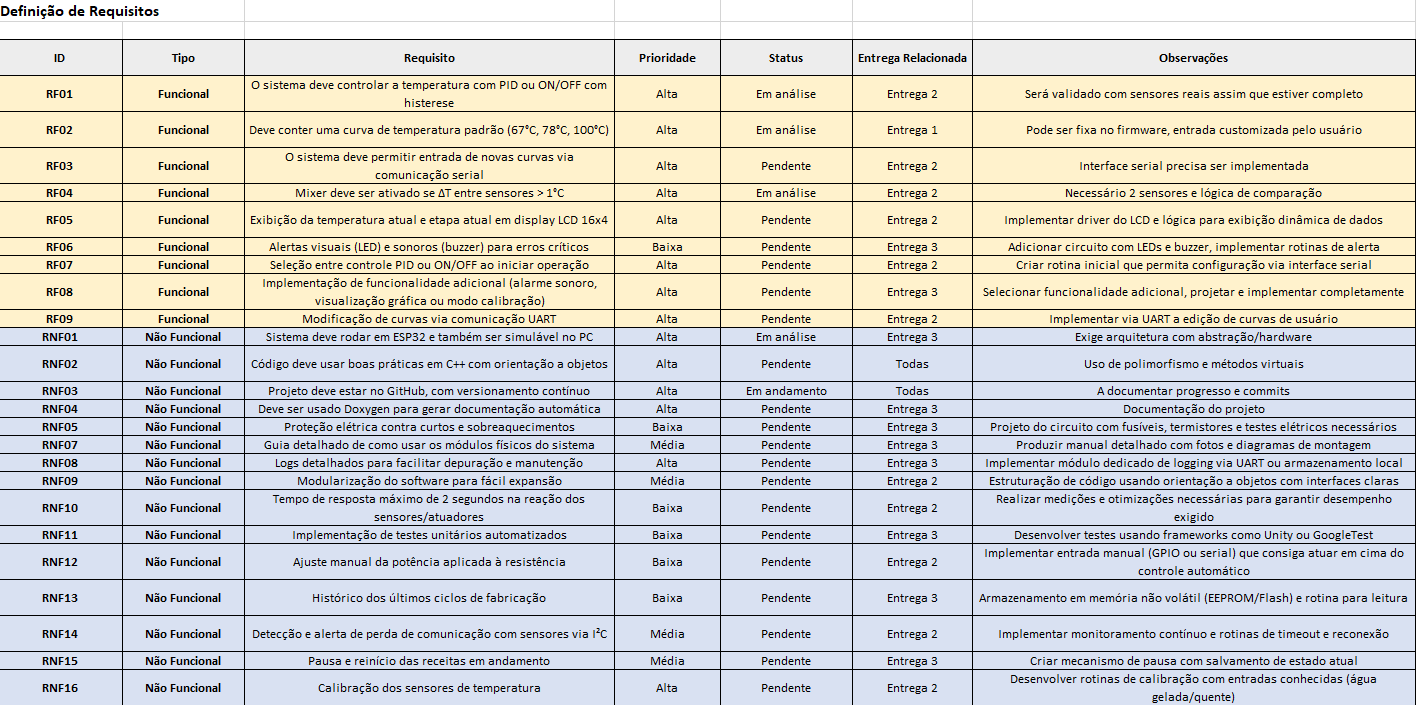 Definição de Requisitos
ID Tipo Requisito Prioridade Status Entrega Relacionada Observações
RF01 Funcional O sistema deve controlar a temperatura com PID ou ON/OFF com histerese Alta Em análise Entrega 2 Será validado com sensores reais assim que estiver completo
RF02 Funcional Deve conter uma curva de temperatura padrão (67°C, 78°C, 100°C) Alta Em análise Entrega 1 Pode ser fixa no firmware, entrada customizada pelo usuário
RF03 Funcional O sistema deve permitir entrada de novas curvas via comunicação serial Alta Pendente Entrega 2 Interface serial precisa ser implementada
RF04 Funcional Mixer deve ser ativado se ΔT entre sensores > 1°C Alta Em análise Entrega 2 Necessário 2 sensores e lógica de comparação
RF05 Funcional Exibição da temperatura atual e etapa atual em display LCD 16x4 Alta Pendente Entrega 2 Implementar driver do LCD e lógica para exibição dinâmica de dados
RF06 Funcional Alertas visuais (LED) e sonoros (buzzer) para erros críticos Baixa Pendente Entrega 3 Adicionar circuito com LEDs e buzzer, implementar rotinas de alerta
RF07 Funcional Seleção entre controle PID ou ON/OFF ao iniciar operação Alta Pendente Entrega 2 Criar rotina inicial que permita configuração via interface serial
RF08 Funcional Implementação de funcionalidade adicional (alarme sonoro, visualização gráfica ou modo calibração) Alta Pendente Entrega 3 Selecionar funcionalidade adicional, projetar e implementar completamente
RF09 Funcional Modificação de curvas via comunicação UART Alta Pendente Entrega 2 Implementar via UART a edição de curvas de usuário
RNF01 Não Funcional Sistema deve rodar em ESP32 e também ser simulável no PC Alta Em análise Entrega 3 Exige arquitetura com abstração/hardware
RNF02 Não Funcional Código deve usar boas práticas em C++ com orientação a objetos Alta Pendente Todas Uso de polimorfismo e métodos virtuais
RNF03 Não Funcional Projeto deve estar no GitHub, com versionamento contínuo Alta Em andamento Todas A documentar progresso e commits
RNF04 Não Funcional Deve ser usado Doxygen para gerar documentação automática Alta Pendente Entrega 3 Documentação do projeto
RNF05 Não Funcional Proteção elétrica contra curtos e sobreaquecimentos Baixa Pendente Entrega 3 Projeto do circuito com fusíveis, termistores e testes elétricos necessários
RNF07 Não Funcional Guia detalhado de como usar os módulos físicos do sistema Média Pendente Entrega 3 Produzir manual detalhado com fotos e diagramas de montagem
RNF08 Não Funcional Logs detalhados para facilitar depuração e manutenção Alta Pendente Entrega 3 Implementar módulo dedicado de logging via UART ou armazenamento local
RNF09 Não Funcional Modularização do software para fácil expansão Média Pendente Entrega 2 Estruturação de código usando orientação a objetos com interfaces claras
RNF10 Não Funcional Tempo de resposta máximo de 2 segundos na reação dos sensores/atuadores Baixa Pendente Entrega 2 Realizar medições e otimizações necessárias para garantir desempenho exigido
RNF11 Não Funcional Implementação de testes unitários automatizados Baixa Pendente Entrega 3 Desenvolver testes usando frameworks como Unity ou GoogleTest
RNF12 Não Funcional Ajuste manual da potência aplicada à resistência Baixa Pendente Entrega 2 Implementar entrada manual (GPIO ou serial) que consiga atuar em cima do controle automático
RNF13 Não Funcional Histórico dos últimos ciclos de fabricação Baixa Pendente Entrega 3 Armazenamento em memória não volátil (EEPROM/Flash) e rotina para leitura
RNF14 Não Funcional Detecção e alerta de perda de comunicação com sensores via I²C Média Pendente Entrega 2 Implementar monitoramento contínuo e rotinas de timeout e reconexão
RNF15 Não Funcional Pausa e reinício das receitas em andamento Média Pendente Entrega 3 Criar mecanismo de pausa com salvamento de estado atual
RNF16 Não Funcional Calibração dos sensores de temperatura Alta Pendente Entrega 2 Desenvolver rotinas de calibração com entradas conhecidas (água gelada/quente)